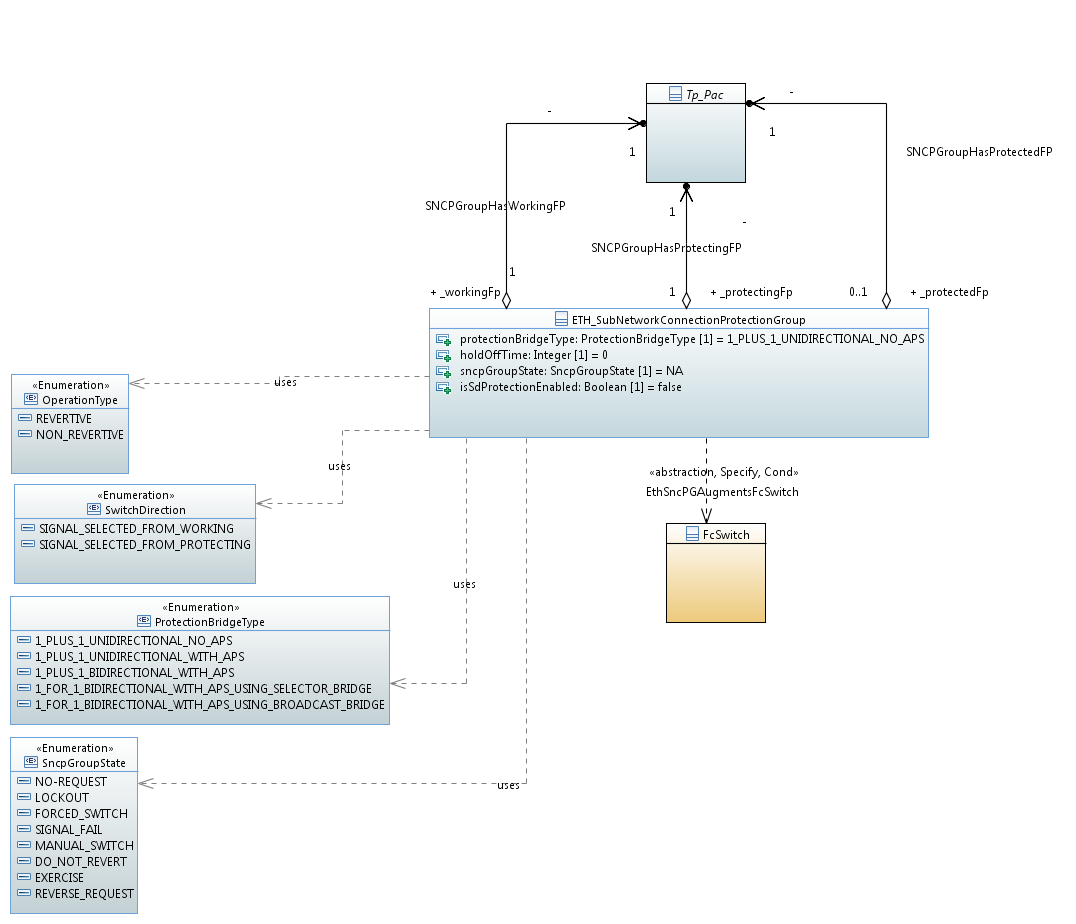 Tp_Pac
-
-
1
1
SNCPGroupHasProtectedFP
SNCPGroupHasWorkingFP
1
-
SNCPGroupHasProtectingFP
1
+ _workingFp
1
+ _protectingFp
0..1
+ _protectedFp
ETH_SubNetworkConnectionProtectionGroup
protectionBridgeType: ProtectionBridgeType [1] = 1_PLUS_1_UNIDIRECTIONAL_NO_APS
holdOffTime: Integer [1] = 0
sncpGroupState: SncpGroupState [1] = NA
isSdProtectionEnabled: Boolean [1] = false
uses
«Enumeration»
OperationType
REVERTIVE
NON_REVERTIVE
uses
«abstraction, Specify, Cond»
EthSncPGAugmentsFcSwitch
«Enumeration»
SwitchDirection
SIGNAL_SELECTED_FROM_WORKING
SIGNAL_SELECTED_FROM_PROTECTING
FcSwitch
uses
«Enumeration»
ProtectionBridgeType
1_PLUS_1_UNIDIRECTIONAL_NO_APS
1_PLUS_1_UNIDIRECTIONAL_WITH_APS
1_PLUS_1_BIDIRECTIONAL_WITH_APS
1_FOR_1_BIDIRECTIONAL_WITH_APS_USING_SELECTOR_BRIDGE
1_FOR_1_BIDIRECTIONAL_WITH_APS_USING_BROADCAST_BRIDGE
«Enumeration»
SncpGroupState
NO-REQUEST
LOCKOUT
FORCED_SWITCH
SIGNAL_FAIL
MANUAL_SWITCH
DO_NOT_REVERT
EXERCISE
REVERSE_REQUEST
uses